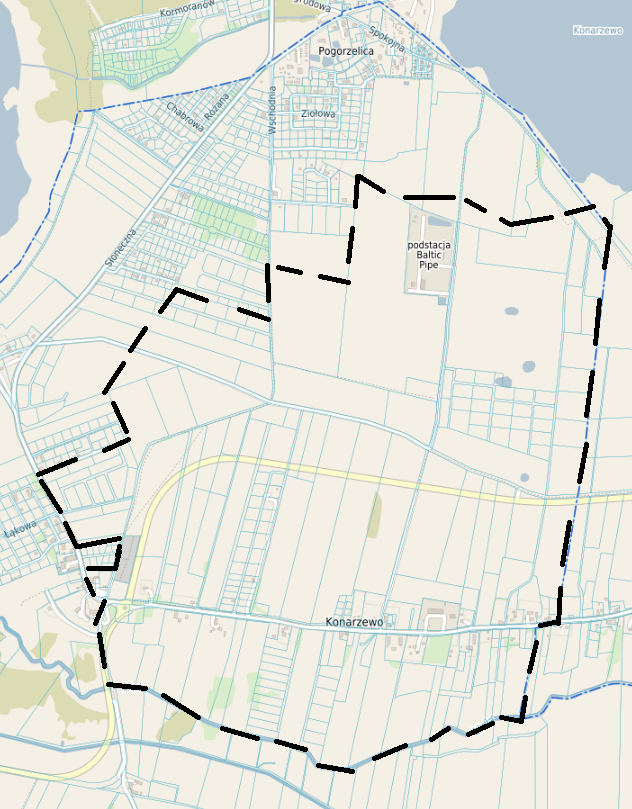 Kormoranów
grodowa
Spokojna
Konarzewo
Pogorzelica
Chabrowa
Różana
Wschodnia
Ziołowa
Słoneczna
podstacja
Baltic
Pipe
Łąkowa
Konarzewo